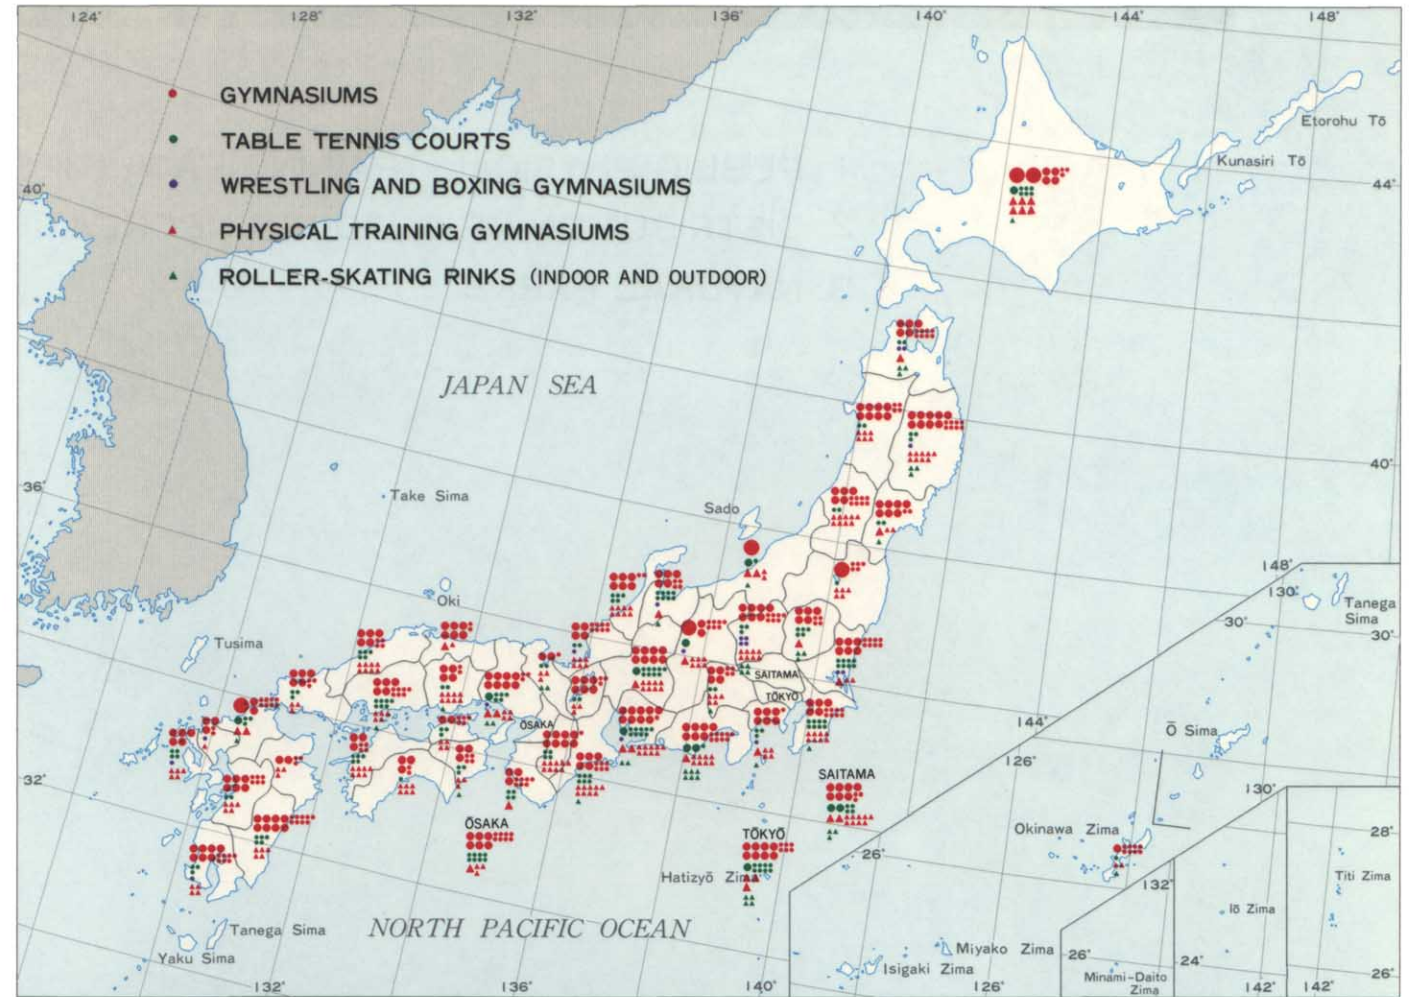 124° 128° 132° 136° 140° 144° 148°
GYMNASIUMS
TABLE TENNIS COURTS
WRESTLING AND BOXING GYMNASIUMS
PHYSICAL TRAINING GYMNASIUMS
ROLLER-SKATING RINKS (INDOOR AND OUTDOOR)
Etorohu Tō
Kunasiri Tō
40°
44°
JAPAN SEA
40°
36°
Take Sima
Sado
148°
130°
Oki
Tanega
Sima
30°
30°
Tusima
SAITAMA
TŌKYŌ
ŌSAKA
144°
Ō Sima
126°
32°
SAITAMA
130°
ŌSAKA
TŌKYŌ
Okinawa Zima
28°
26°
Hatizyō Zima
132°
Titi Zima
Iō Zima
Tanega Sima
NORTH PACIFIC OCEAN
Yaku Sima
Miyako Zima
26°
24°
Isigaki Zima
Minami-Daito
Zima
26°
132° 136° 140° 126° 142° 142°